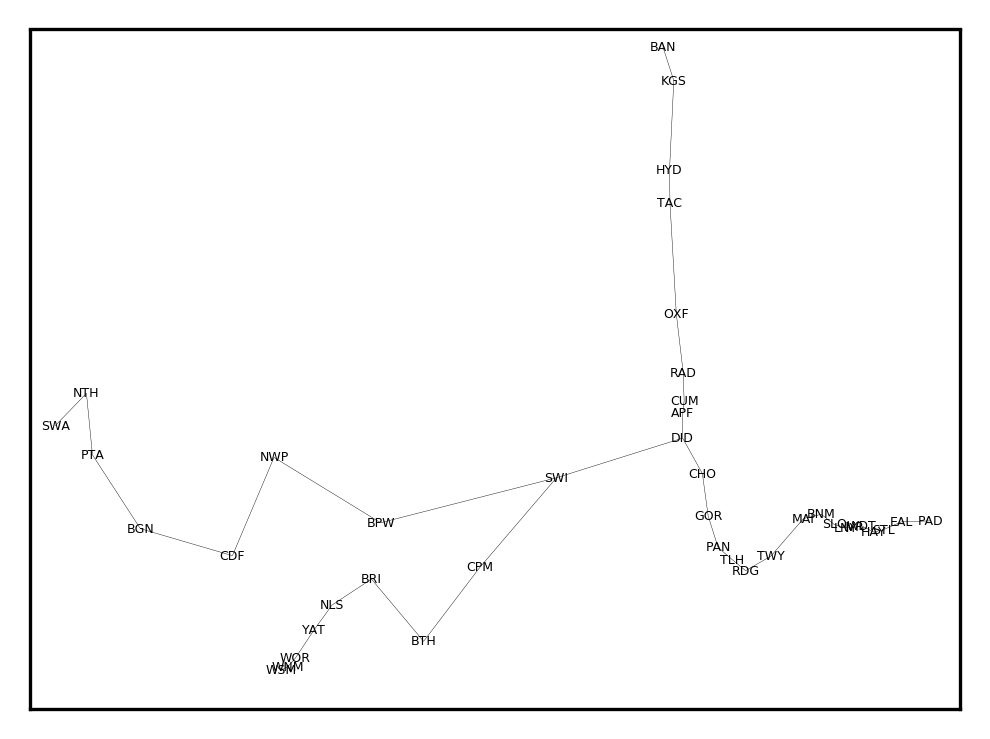 BAN
KGS
HYD
TAC
OXF
RAD
NTH
CUM
APF
SWA
DID
PTA
NWP
CHO
SWI
GOR
BNM
MAI
PAD
EAL
BPW
SLO
WDT
BGN
STL
HAY
PAN
CDF
TWY
TLH
CPM
RDG
BRI
NLS
YAT
BTH
WOR
WNM
WSM